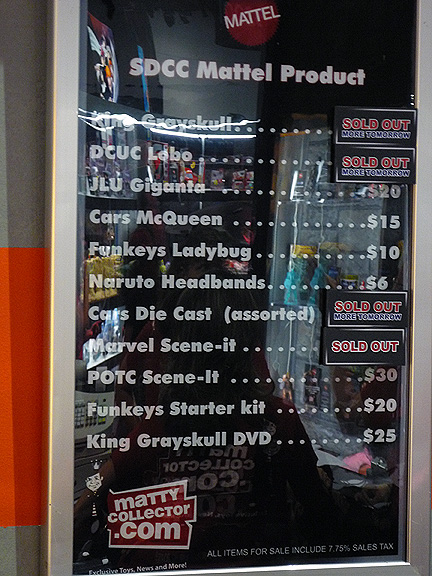 MATTEL
SDCC Mattel Product
King Grayskull............ SOLD OUT MORE TOMORROW
DCUC Lobo ............... SOLD OUT MORE TOMORROW
JLU Giganta ............... $20
Cars McQueen ...............$15
Funkeys Ladybug............$10
Naruto Headbands..........$6
Cars Die Cast (assorted) SOLD OUT MORE TOMORROW
Marvel Scene-it .......... SOLD OUT
POTC Scene-It ..............$30
Funkeys Starter kit .........$20
King Grayskull DVD.........$25
matty COLLECTOR .com
ALL ITEMS FOR SALE INCLUDE 7.75% SALES TAX
Exclusive Toys, News and More!